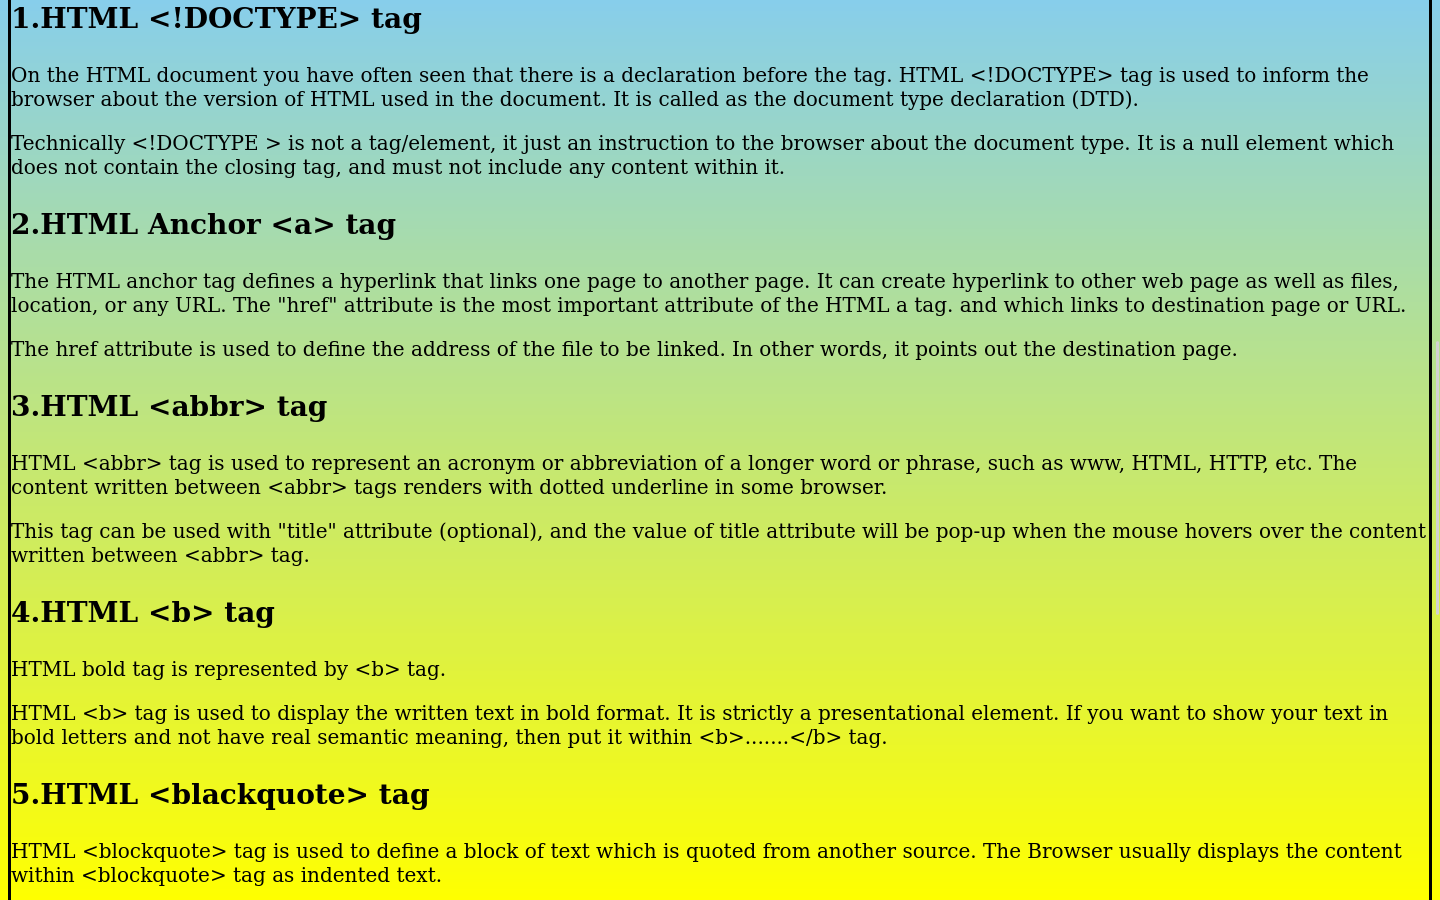 1.HTML <!DOCTYPE> tag
On the HTML document you have often seen that there is a declaration before the tag. HTML <!DOCTYPE> tag is used to inform the
browser about the version of HTML used in the document. It is called as the document type declaration (DTD).
Technically <!DOCTYPE > is not a tag/element, it just an instruction to the browser about the document type. It is a null element which
does not contain the closing tag, and must not include any content within it.
2.HTML Anchor <a> tag
The HTML anchor tag defines a hyperlink that links one page to another page. It can create hyperlink to other web page as well as files,
location, or any URL. The "href" attribute is the most important attribute of the HTML a tag. and which links to destination page or URL.
The href attribute is used to define the address of the file to be linked. In other words, it points out the destination page.
3.HTML <abbr> tag
HTML <abbr> tag is used to represent an acronym or abbreviation of a longer word or phrase, such as www, HTML, HTTP, etc. The
content written between <abbr> tags renders with dotted underline in some browser.
This tag can be used with "title" attribute (optional), and the value of title attribute will be pop-up when the mouse hovers over the content
written between <abbr> tag.
4.HTML <b> tag
HTML bold tag is represented by <b> tag.
HTML <b> tag is used to display the written text in bold format. It is strictly a presentational element. If you want to show your text in
bold letters and not have real semantic meaning, then put it within <b>.......</b> tag.
5.HTML <blackquote> tag
HTML <blockquote> tag is used to define a block of text which is quoted from another source. The Browser usually displays the content
within <blockquote> tag as indented text.